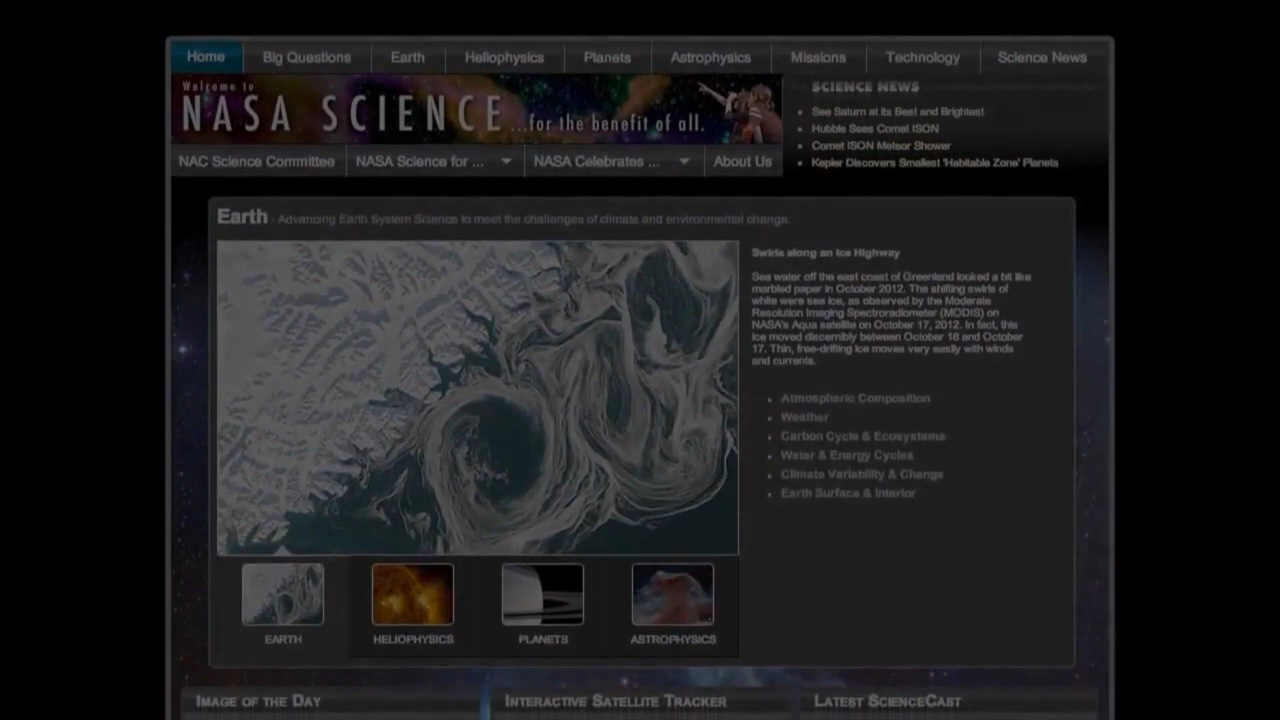 Home Big Questions Earth Heliophysics Planets Astrophysics Missions Technology Science News
Welcome to
NASA SCIENCE ...for the benefit of all.
NAC Science Committee NASA Science for ... NASA Celebrates ... About Us
SCIENCE NEWS
See Saturn at its Best and Brightest
Hubble Sees Comet ISON
Comet ISON Meteor Shower
Kepler Discovers Smallest 'Habitable Zone' Planets
Earth - Advancing Earth System Science to meet the challenges of climate and environmental change.
Swirls along an Ice Highway
Sea water off the east coast of Greenland looked a bit like
marbled paper in October 2012. The shifting swirls of
white were sea ice, as observed by the Moderate
Resolution Imaging Spectroradiometer (MODIS) on
NASA's Aqua satellite on October 17, 2012. In fact, this
ice moved discernibly between October 16 and October
17. Thin, free-drifting ice moves very easily with winds
and currents.
Atmospheric Composition
Weather
Carbon Cycle & Ecosystems
Water & Energy Cycles
Climate Variability & Change
Earth Surface & Interior
EARTH HELIOPHYSICS PLANETS ASTROPHYSICS
IMAGE OF THE DAY INTERACTIVE SATELLITE TRACKER LATEST SCIENCECAST